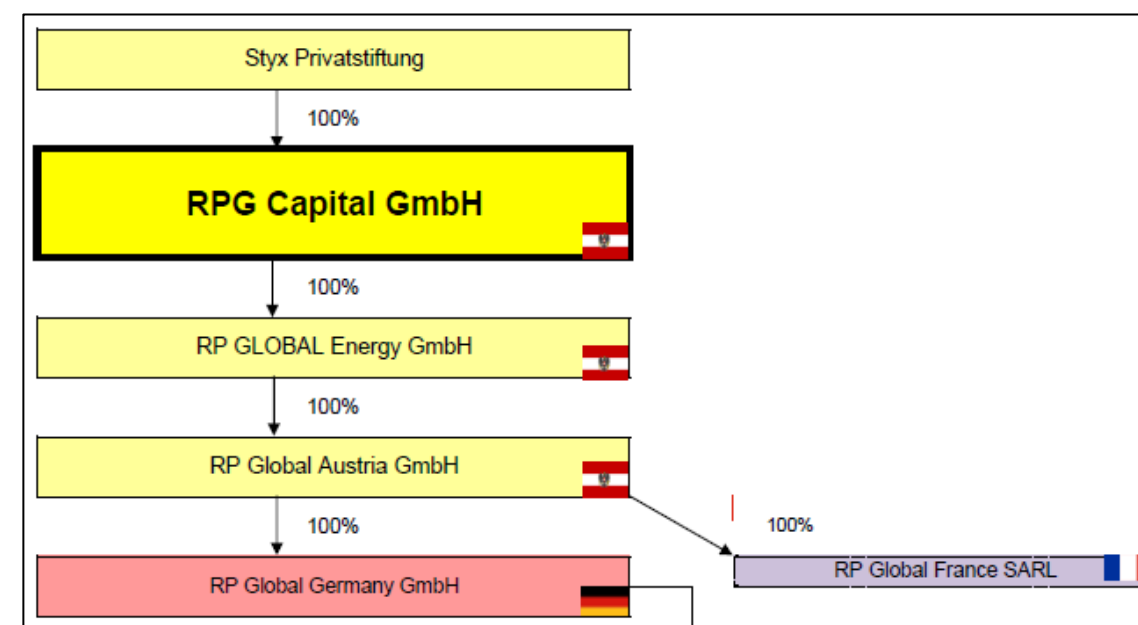 Styx Privatstiftung
100%
RPG Capital GmbH
100%
RP GLOBAL Energy GmbH
100%
RP Global Austria GmbH
100%
100%
RP Global Germany GmbH
RP Global France SARL